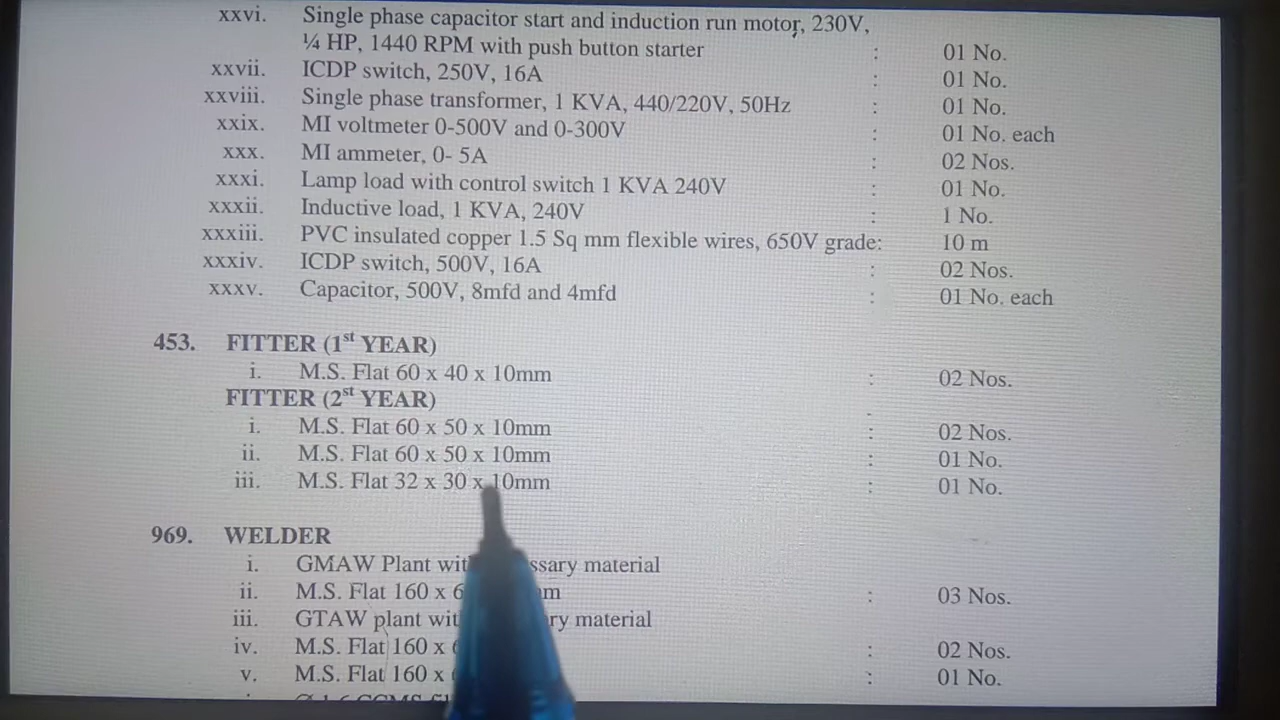 xxvi. Single phase capacitor start and induction run motor, 230V,
¼ HP, 1440 RPM with push button starter : 01 No.
xxvii. ICDP switch, 250V, 16A : 01 No.
xxviii. Single phase transformer, 1 KVA, 440/220V, 50Hz : 01 No.
xxix. MI voltmeter 0-500V and 0-300V : 01 No. each
xxx. MI ammeter, 0- 5A : 02 Nos.
xxxi. Lamp load with control switch 1 KVA 240V : 01 No.
xxxii. Inductive load, 1 KVA, 240V : 1 No.
xxxiii. PVC insulated copper 1.5 Sq mm flexible wires, 650V grade: 10 m
xxxiv. ICDP switch, 500V, 16A : 02 Nos.
xxxv. Capacitor, 500V, 8mfd and 4mfd : 01 No. each
453. FITTER (1st YEAR)
i. M.S. Flat 60 x 40 x 10mm : 02 Nos.
FITTER (2st YEAR)
i. M.S. Flat 60 x 50 x 10mm : 02 Nos.
ii. M.S. Flat 60 x 50 x 10mm : 01 No.
iii. M.S. Flat 32 x 30 x 10mm : 01 No.
969. WELDER
i. GMAW Plant material
ii. M.S. Flat 160 x : 03 Nos.
iii. GTAW plant material
iv. M.S. Flat 160 x : 02 Nos.
v. M.S. Flat 160 x : 01 No.